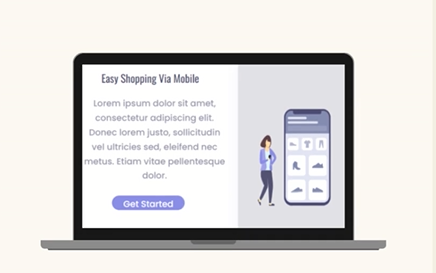 Easy Shopping Via Mobile
Lorem ipsum dolor sit amet,
consectetur adipiscing elit.
Donec lorem justo, sollicitudin
vel ultricies sed, eleifend nec
metus. Etiam vitae pellentesque
dolor.
Get Started